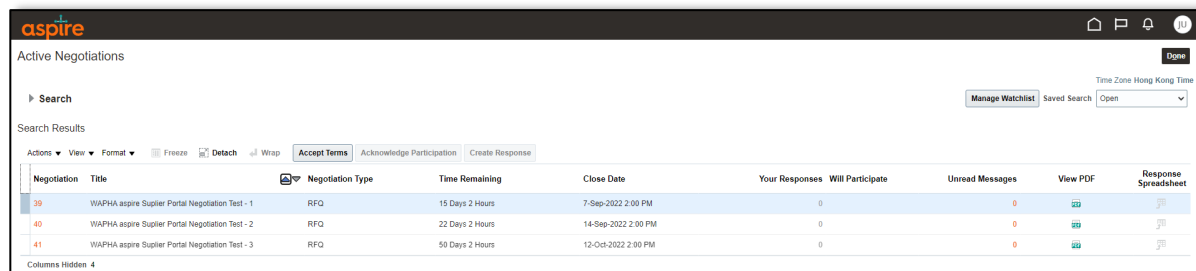 aspire
JU
Active Negotiations
Done
Time Zone Hong Kong Time
Search
Manage Watchlist Saved Search Open
Search Results
Actions View Format Freeze Detach Wrap Accept Terms Acknowledge Participation Create Response
Negotiation Title Negotiation Type Time Remaining Close Date Your Responses Will Participate Unread Messages View PDF Response Spreadsheet
39 WAPHA aspire Suplier Portal Negotiation Test - 1 RFQ 15 Days 2 Hours 7-Sep-2022 2:00 PM 0 0
40 WAPHA aspire Suplier Portal Negotiation Test - 2 RFQ 22 Days 2 Hours 14-Sep-2022 2:00 PM 0 0
41 WAPHA aspire Suplier Portal Negotiation Test - 3 RFQ 50 Days 2 Hours 12-Oct-2022 2:00 PM 0 0
Columns Hidden 4